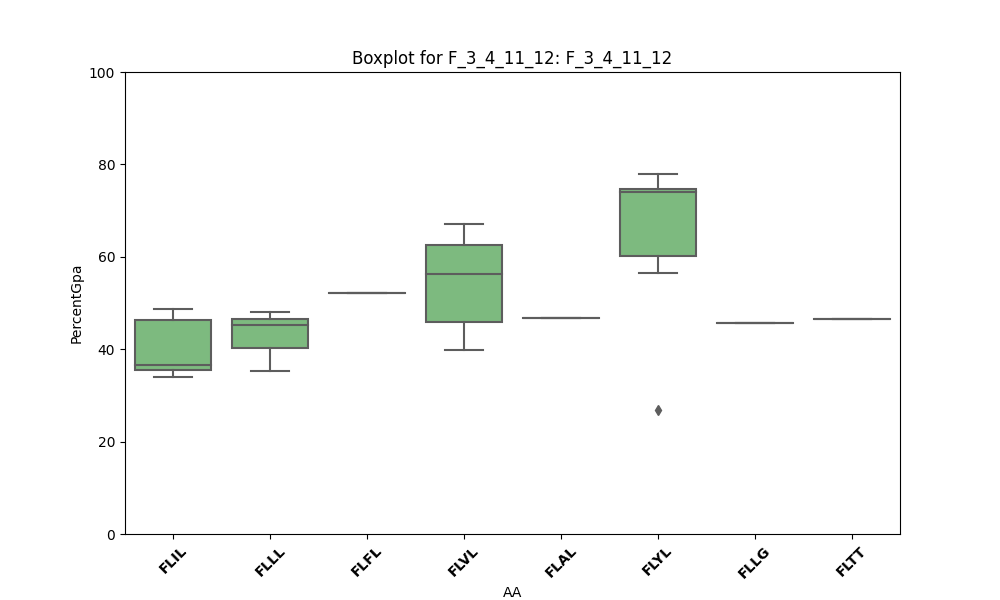 Boxplot for F_3_4_11_12: F_3_4_11_12
100
80
60
40
20
0
PercentGpa
FLIL
FLLL
FLFL
FLVL
FLAL
FLYL
FLLG
FLTT
AA